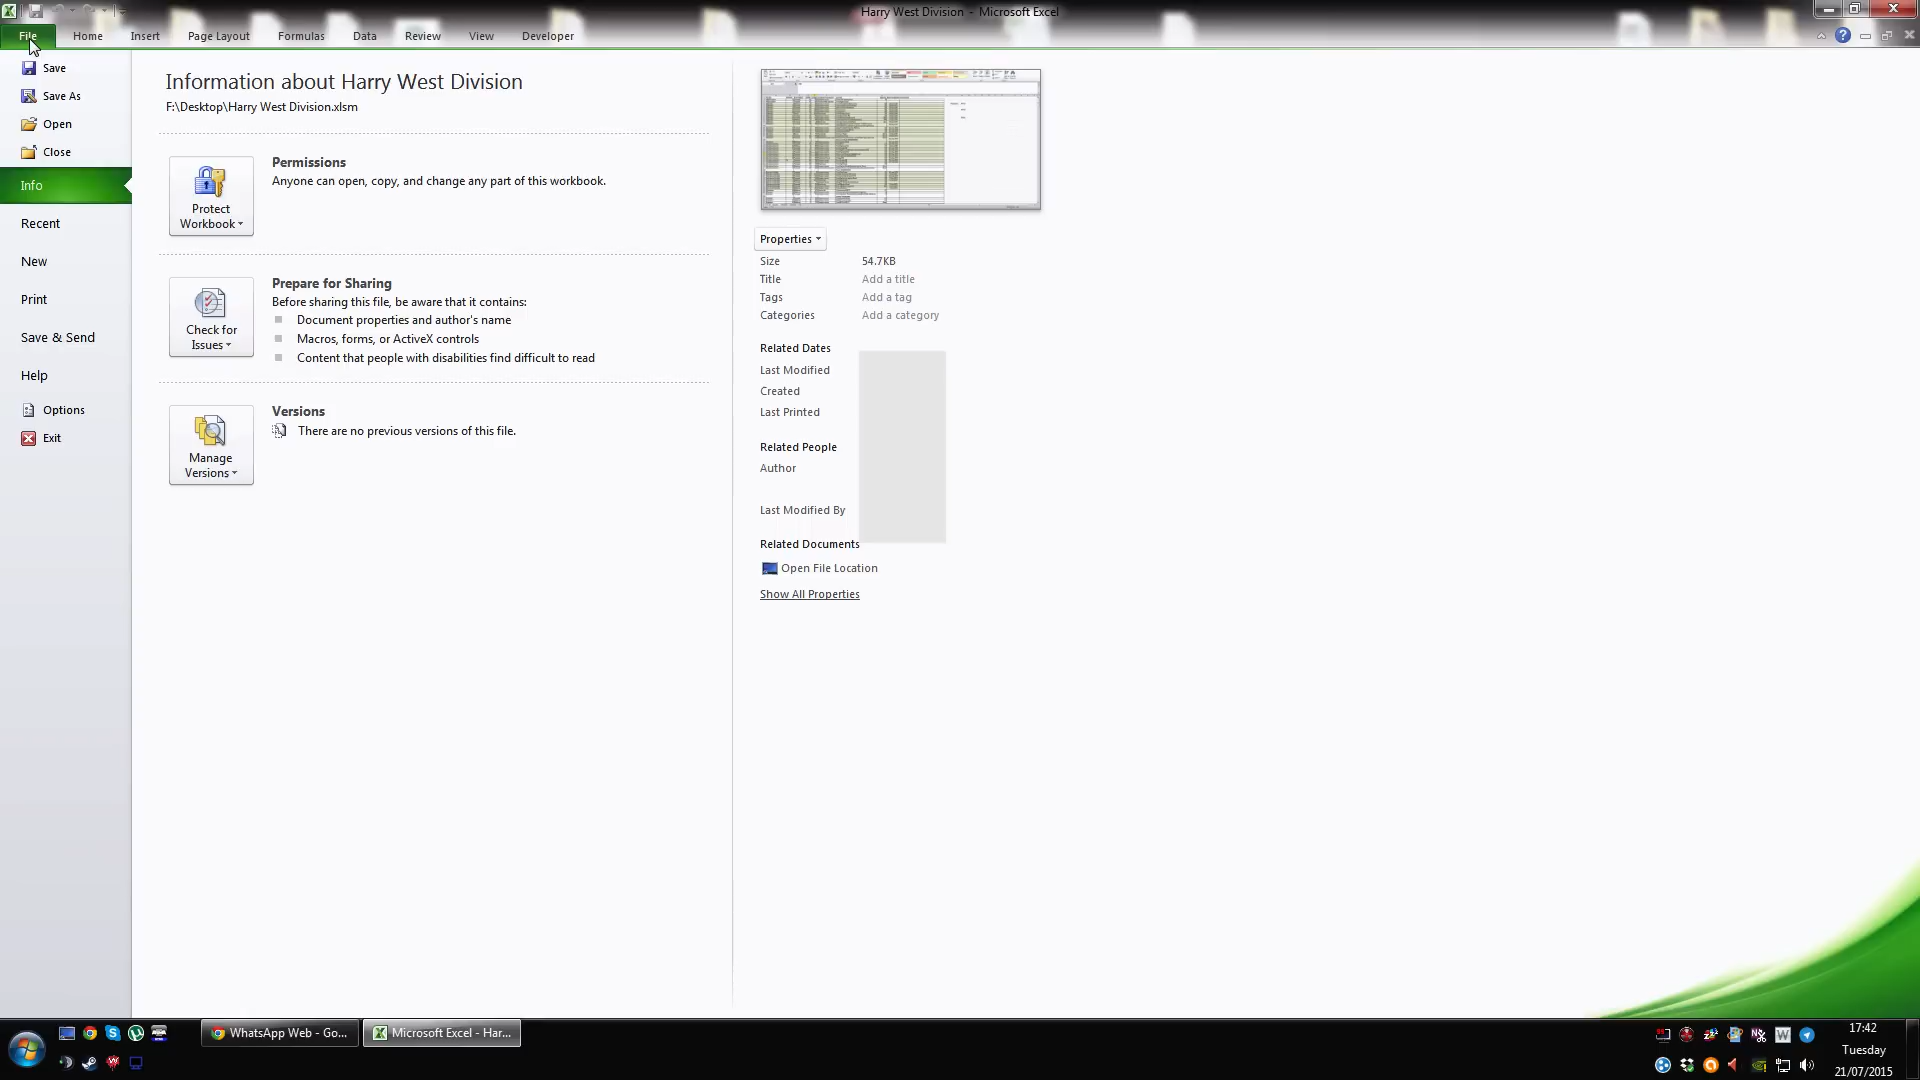 Harry West Division - Microsoft Excel
File Home Insert Page Layout Formulas Data Review View Developer
Save
Save As
Open
Close
Info
Recent
New
Print
Save & Send
Help
Options
Exit
Information about Harry West Division
F:\Desktop\Harry West Division.xlsm
Protect
Workbook
Permissions
Anyone can open, copy, and change any part of this workbook.
Check for
Issues
Prepare for Sharing
Before sharing this file, be aware that it contains:
Document properties and author's name
Macros, forms, or ActiveX controls
Content that people with disabilities find difficult to read
Manage
Versions
Versions
There are no previous versions of this file.
Properties
Size 54.7KB
Title Add a title
Tags Add a tag
Categories Add a category
Related Dates
Last Modified
Created
Last Printed
Related People
Author
Last Modified By
Related Documents
Open File Location
Show All Properties
WhatsApp Web - Go...
Microsoft Excel - Har...
17:42
Tuesday
21/07/2015